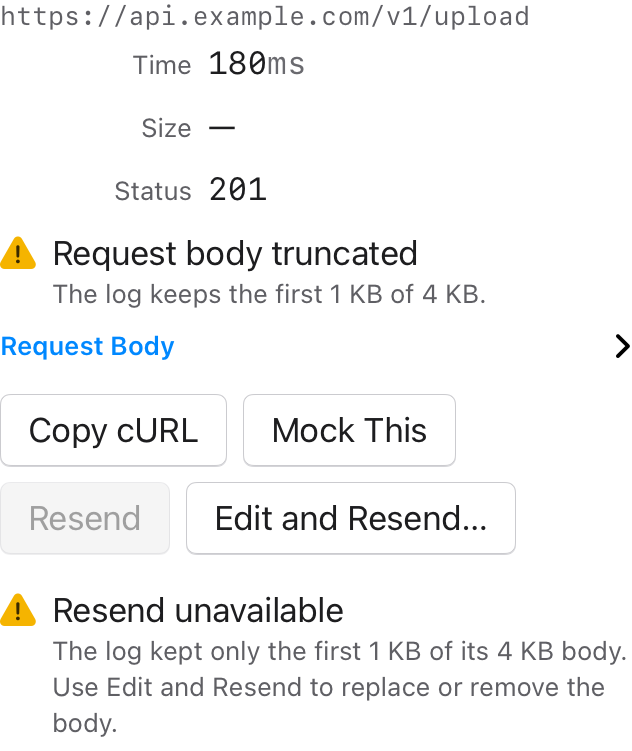 https://api.example.com/v1/upload
Time 180ms
Size —
Status 201
Request body truncated
The log keeps the first 1 KB of 4 KB.
Request Body
Copy cURL
Mock This
Resend
Edit and Resend...
Resend unavailable
The log kept only the first 1 KB of its 4 KB body.
Use Edit and Resend to replace or remove the
body.